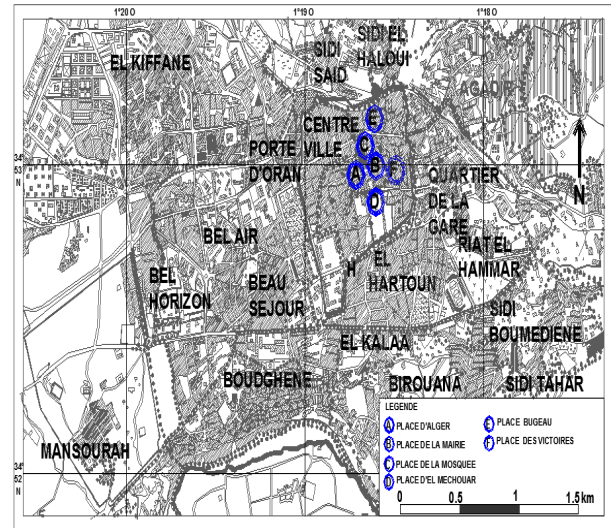 1°20 1°19 1°18
EL KIFFANE
SIDI SAID
SIDI EL HALOUI
AGADIR
CENTRE VILLE
PORTE D'ORAN
E
C
B
A
F
D
34° 53 N
QUARTIER DE LA GARE
N
BEL AIR
RIAT EL HAMMAR
BEL HORIZON
BEAU SEJOUR
H
EL HARTOUN
SIDI BOUMEDIENE
EL KALAA
BOUDGHENE
BIROUANA
SIDI TAHAR
MANSOURAH
34° 52 N
LEGENDE
A PLACE D'ALGER
B PLACE DE LA MAIRIE
C PLACE DE LA MOSQUEE
D PLACE D'EL MECHOUAR
E PLACE BUGEAU
F PLACE DES VICTOIRES
0 0.5 1 1.5 km